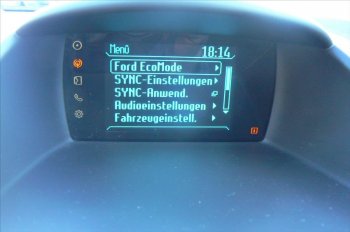 Menü 18:14
Ford EcoMode
SYNC-Einstellungen
SYNC-Anwend.
Audioeinstellungen
Fahrzeugeinstell.